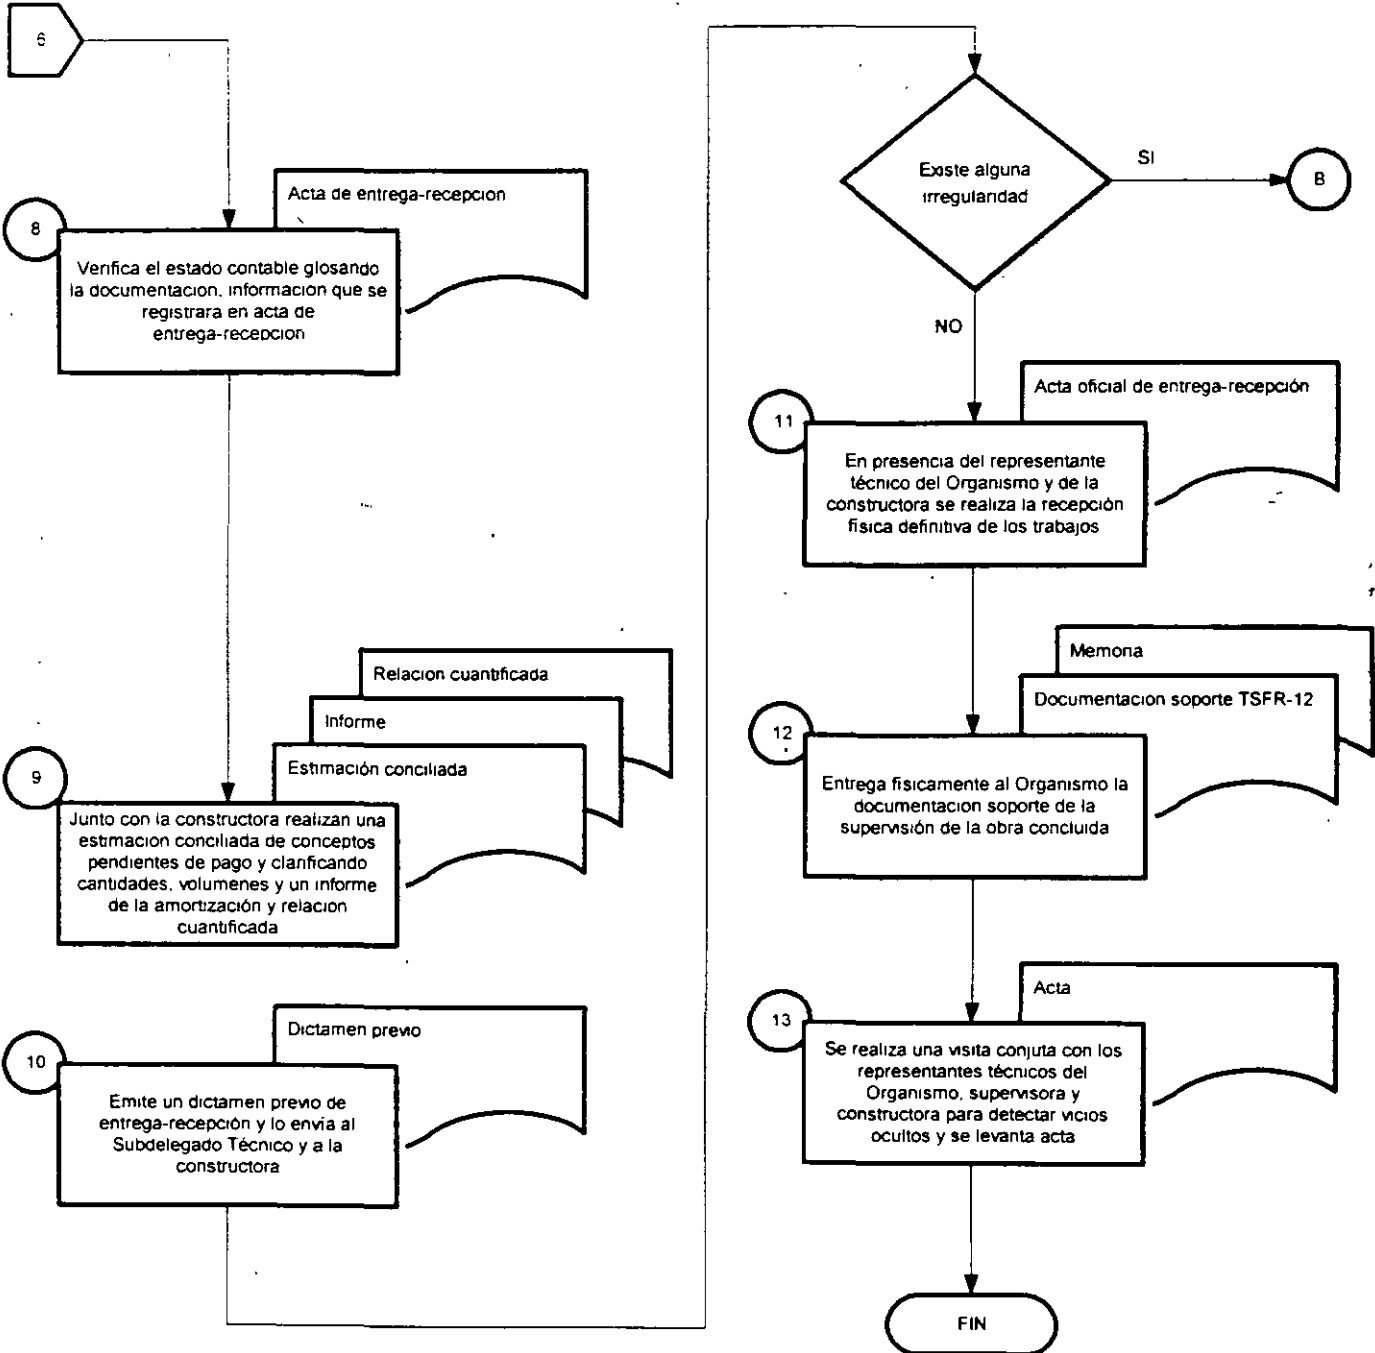 6
8
Acta de entrega-recepcion
Verifica el estado contable glosando
la documentacion, informacion que se
registrara en acta de
entrega-recepcion
9
Relacion cuantificada
Informe
Estimación conciliada
Junto con la constructora realizan una
estimacion conciliada de conceptos
pendientes de pago y clarificando
cantidades, volumenes y un informe
de la amortización y relacion
cuantificada
10
Dictamen previo
Emite un dictamen previo de
entrega-recepción y lo envía al
Subdelegado Técnico y a la
constructora
Existe alguna
irregularidad
SI
B
NO
11
Acta oficial de entrega-recepción
En presencia del representante
técnico del Organismo y de la
constructora se realiza la recepción
física definitiva de los trabajos
12
Memoria
Documentacion soporte TSFR-12
Entrega físicamente al Organismo la
documentacion soporte de la
supervisión de la obra concluida
13
Acta
Se realiza una visita conjuta con los
representantes técnicos del
Organismo, supervisora y
constructora para detectar vicios
ocultos y se levanta acta
FIN